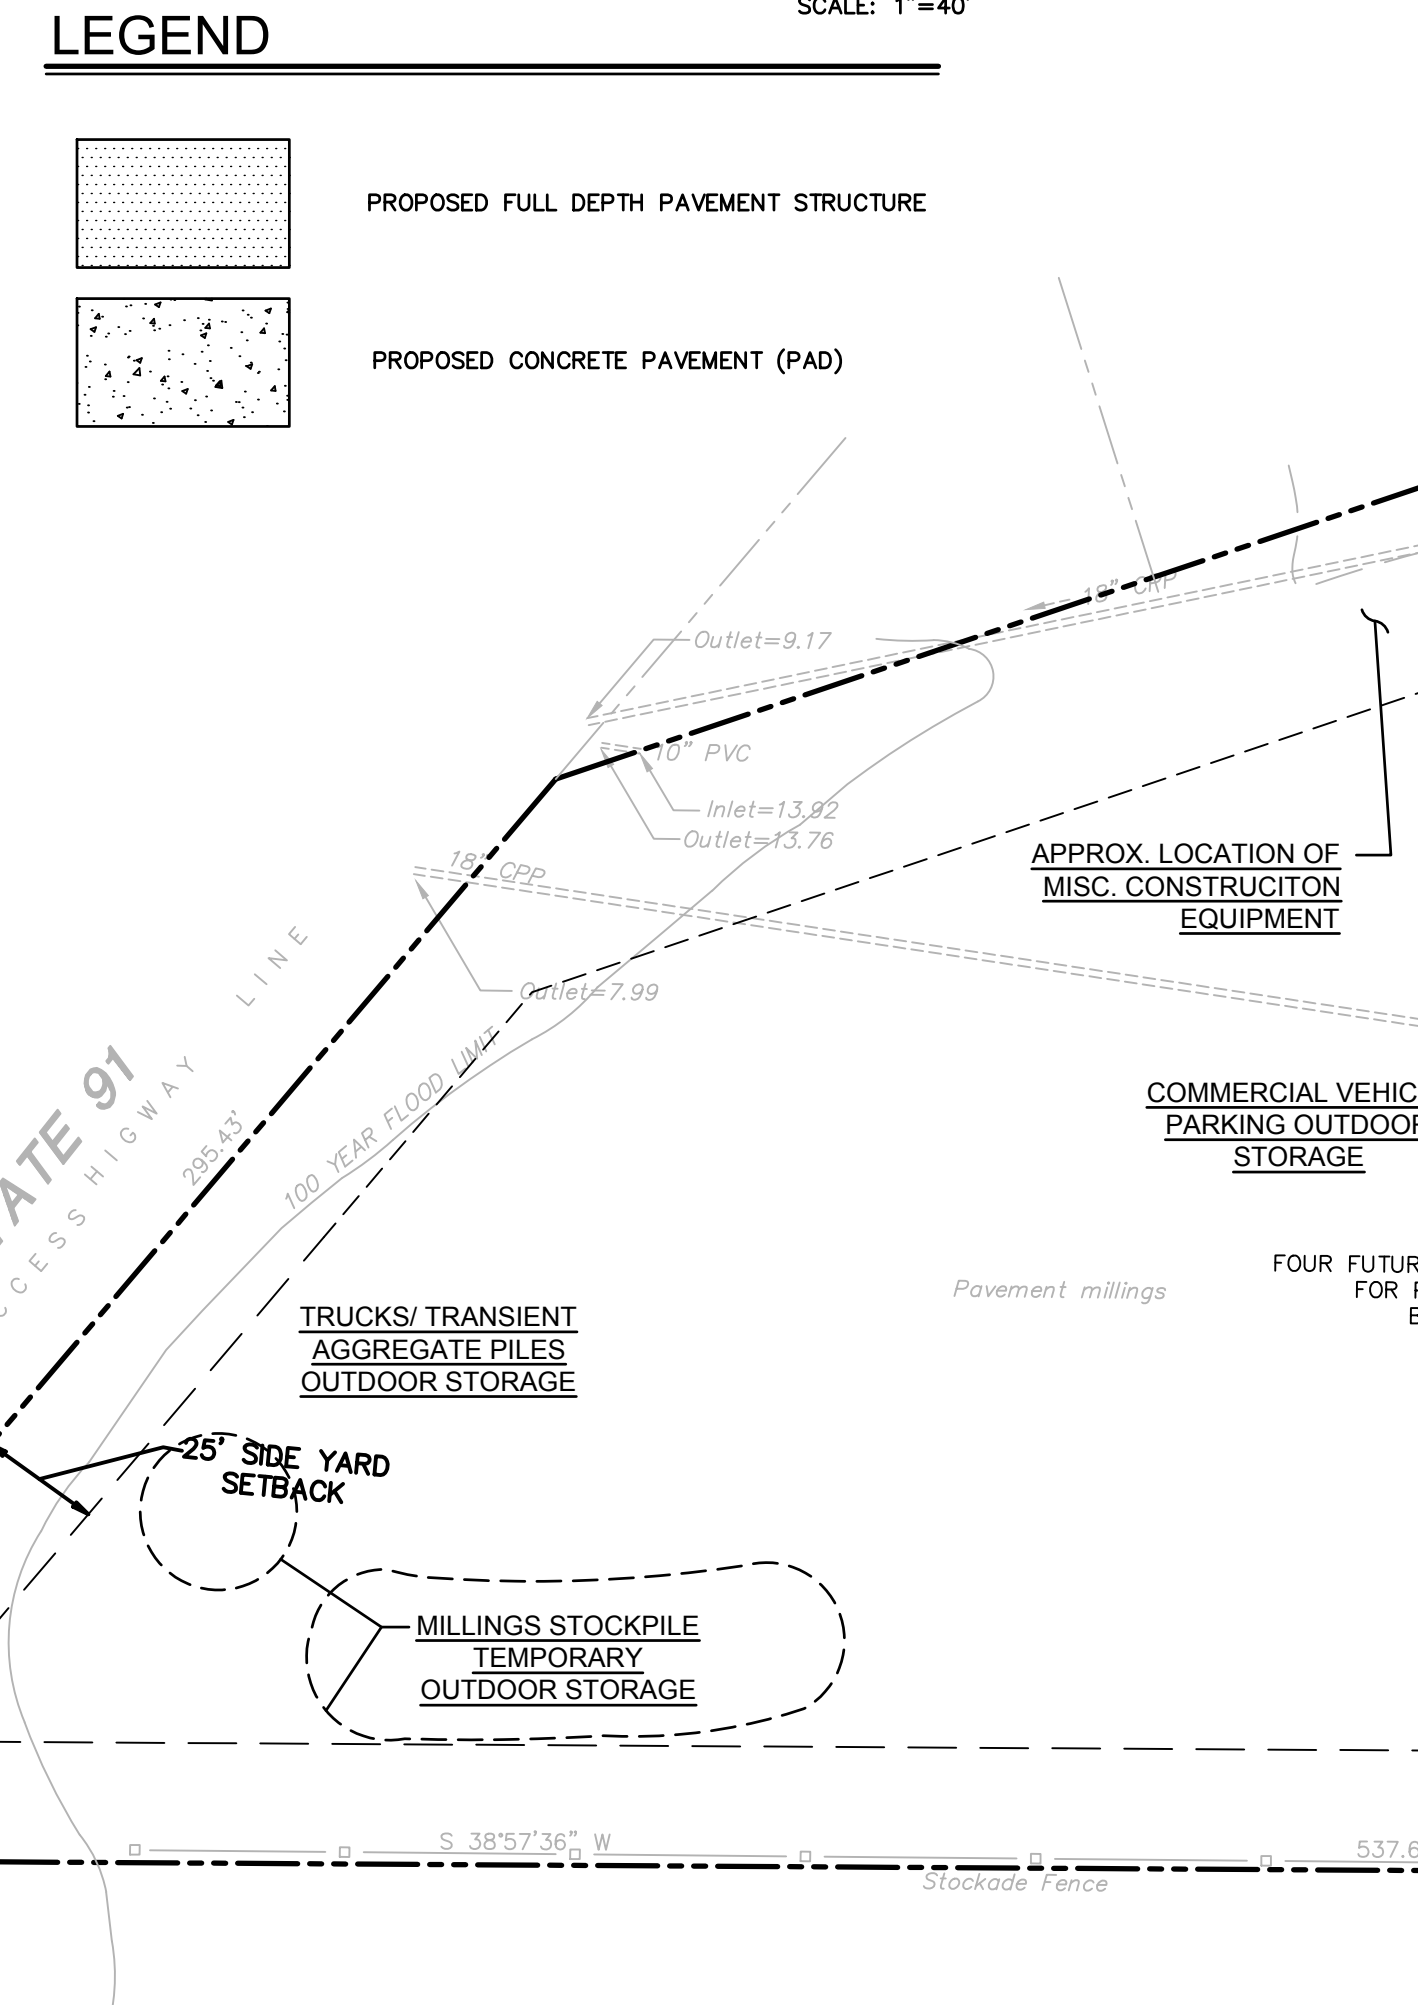 SCALE: 1"=40'
LEGEND
PROPOSED FULL DEPTH PAVEMENT STRUCTURE
PROPOSED CONCRETE PAVEMENT (PAD)
18" CRP
Outlet=9.17
10" PVC
Inlet=13.92
Outlet=13.76
APPROX. LOCATION OF
MISC. CONSTRUCITON
EQUIPMENT
18" CPP
Outlet=7.99
ATE 91
CCESS HIGWAY LINE
295.43'
100 YEAR FLOOD LIMIT
COMMERCIAL VEHIC
PARKING OUTDOOR
STORAGE
FOUR FUTUR
FOR
Pavement millings
TRUCKS/ TRANSIENT
AGGREGATE PILES
OUTDOOR STORAGE
25' SIDE YARD
SETBACK
MILLINGS STOCKPILE
TEMPORARY
OUTDOOR STORAGE
S 38°57'36" W
537.6
Stockade Fence